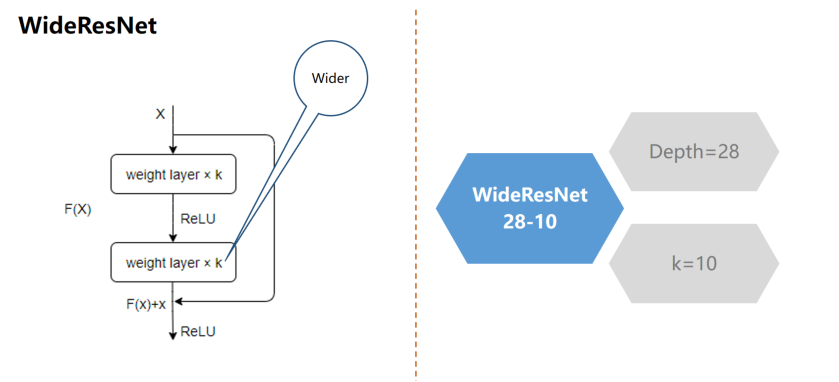 WideResNet
Wider
X
weight layer × k
F(X)
ReLU
weight layer × k
F(x)+x
ReLU
WideResNet
28-10
Depth=28
k=10